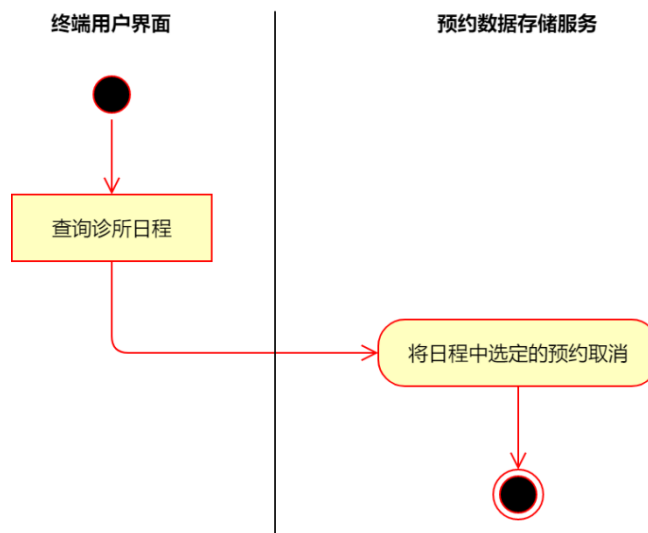 终端用户界面
预约数据存储服务
查询诊所日程
将日程中选定的预约取消